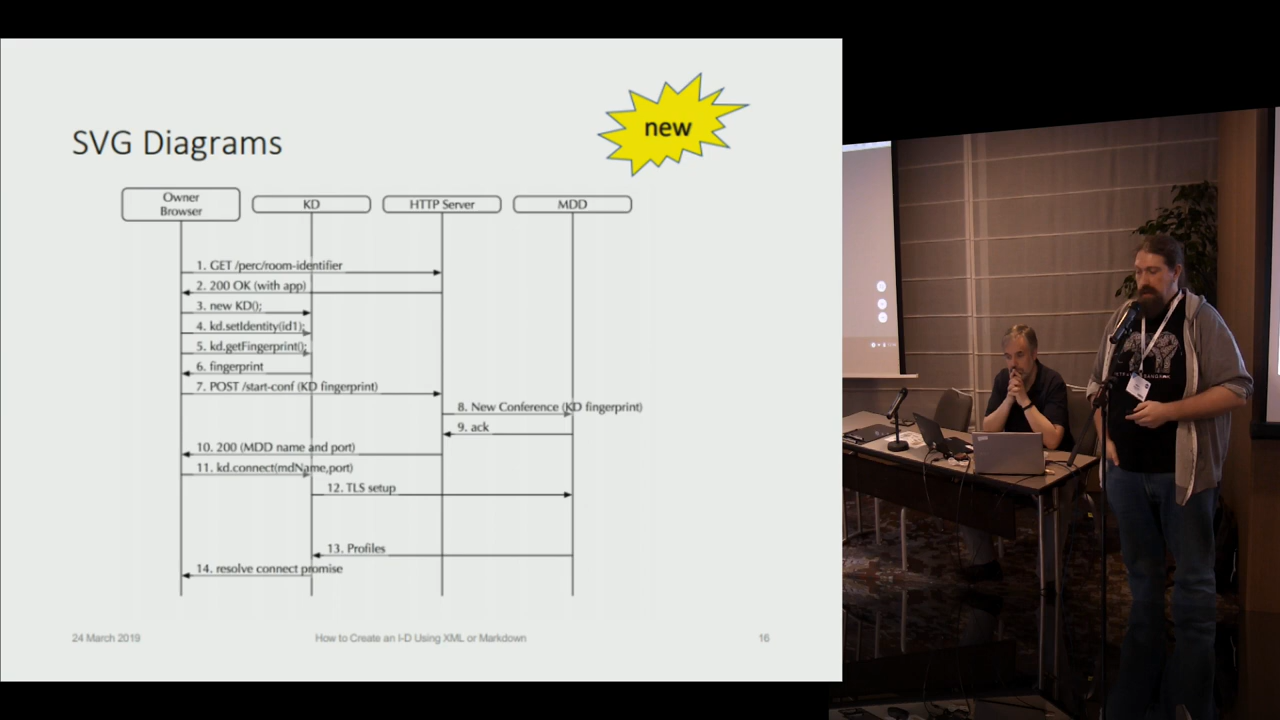 SVG Diagrams
new
Owner
Browser
KD
HTTP Server
MDD
1. GET /perc/room-identifier
2. 200 OK (with app)
3. new KD();
4. kd.setIdentity(id1);
5. kd.getFingerprint();
6. fingerprint
7. POST /start-conf (KD fingerprint)
8. New Conference (KD fingerprint)
9. ack
10. 200 (MDD name and port)
11. kd.connect(mdName,port)
12. TLS setup
13. Profiles
14. resolve connect promise
24 March 2019
How to Create an I-D Using XML or Markdown
16